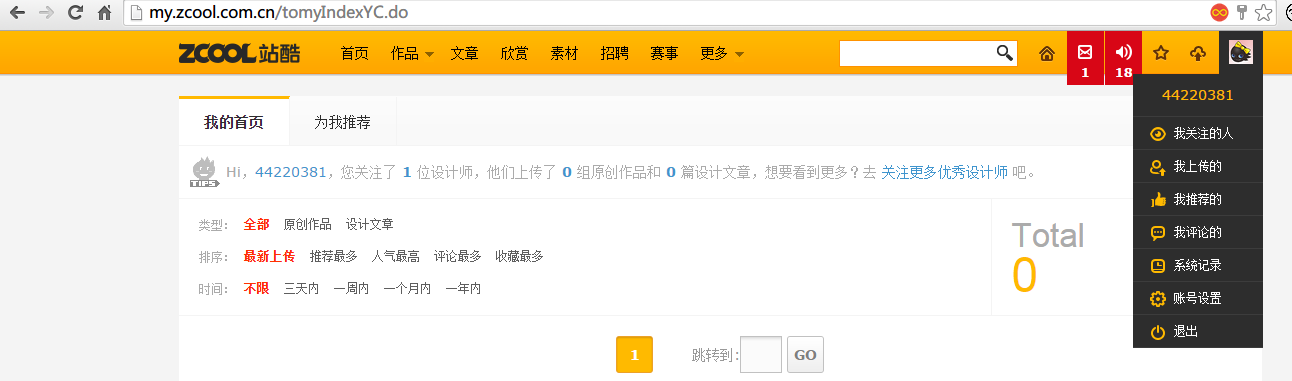 my.zcool.com.cn/tomyIndexYC.do
ZCOOL站酷 首页 作品 文章 欣赏 素材 招聘 赛事 更多
1 18
44220381
我关注的人
我上传的
我推荐的
我评论的
系统记录
账号设置
退出
我的首页 为我推荐
TIPS Hi，44220381，您关注了 1 位设计师，他们上传了 0 组原创作品和 0 篇设计文章，想要看到更多？去 关注更多优秀设计师 吧。
类型： 全部 原创作品 设计文章
排序： 最新上传 推荐最多 人气最高 评论最多 收藏最多
时间： 不限 三天内 一周内 一个月内 一年内
Total
0
1 跳转到： GO